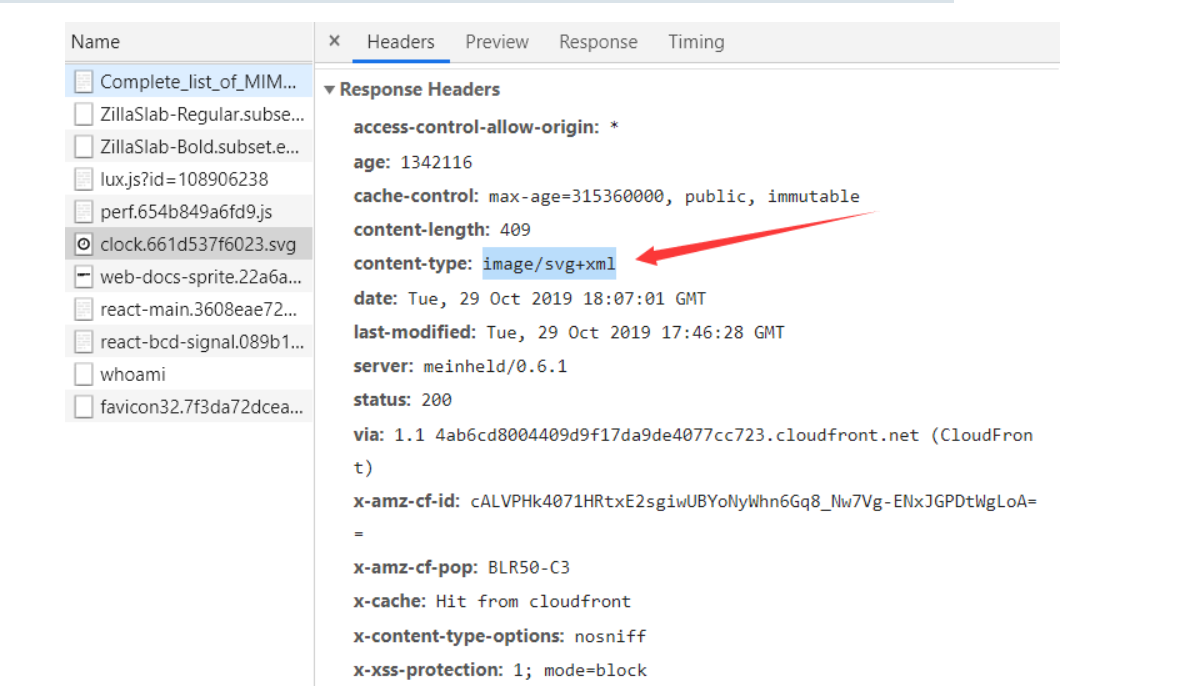 Name
Complete_list_of_MIM...
ZillaSlab-Regular.subse...
ZillaSlab-Bold.subset.e...
lux.js?id=108906238
perf.654b849a6fd9.js
clock.661d537f6023.svg
web-docs-sprite.22a6a...
react-main.3608eae72...
react-bcd-signal.089b1...
whoami
favicon32.7f3da72dcea...
× Headers Preview Response Timing
▼ Response Headers
access-control-allow-origin: *
age: 1342116
cache-control: max-age=315360000, public, immutable
content-length: 409
content-type: image/svg+xml
date: Tue, 29 Oct 2019 18:07:01 GMT
last-modified: Tue, 29 Oct 2019 17:46:28 GMT
server: meinheld/0.6.1
status: 200
via: 1.1 4ab6cd8004409d9f17da9de4077cc723.cloudfront.net (CloudFron
t)
x-amz-cf-id: cALVPHk4071HRtxE2sgiwUBYoNyWhn6Gq8_Nw7Vg-ENxJGPDtWgLoA=
=
x-amz-cf-pop: BLR50-C3
x-cache: Hit from cloudfront
x-content-type-options: nosniff
x-xss-protection: 1; mode=block